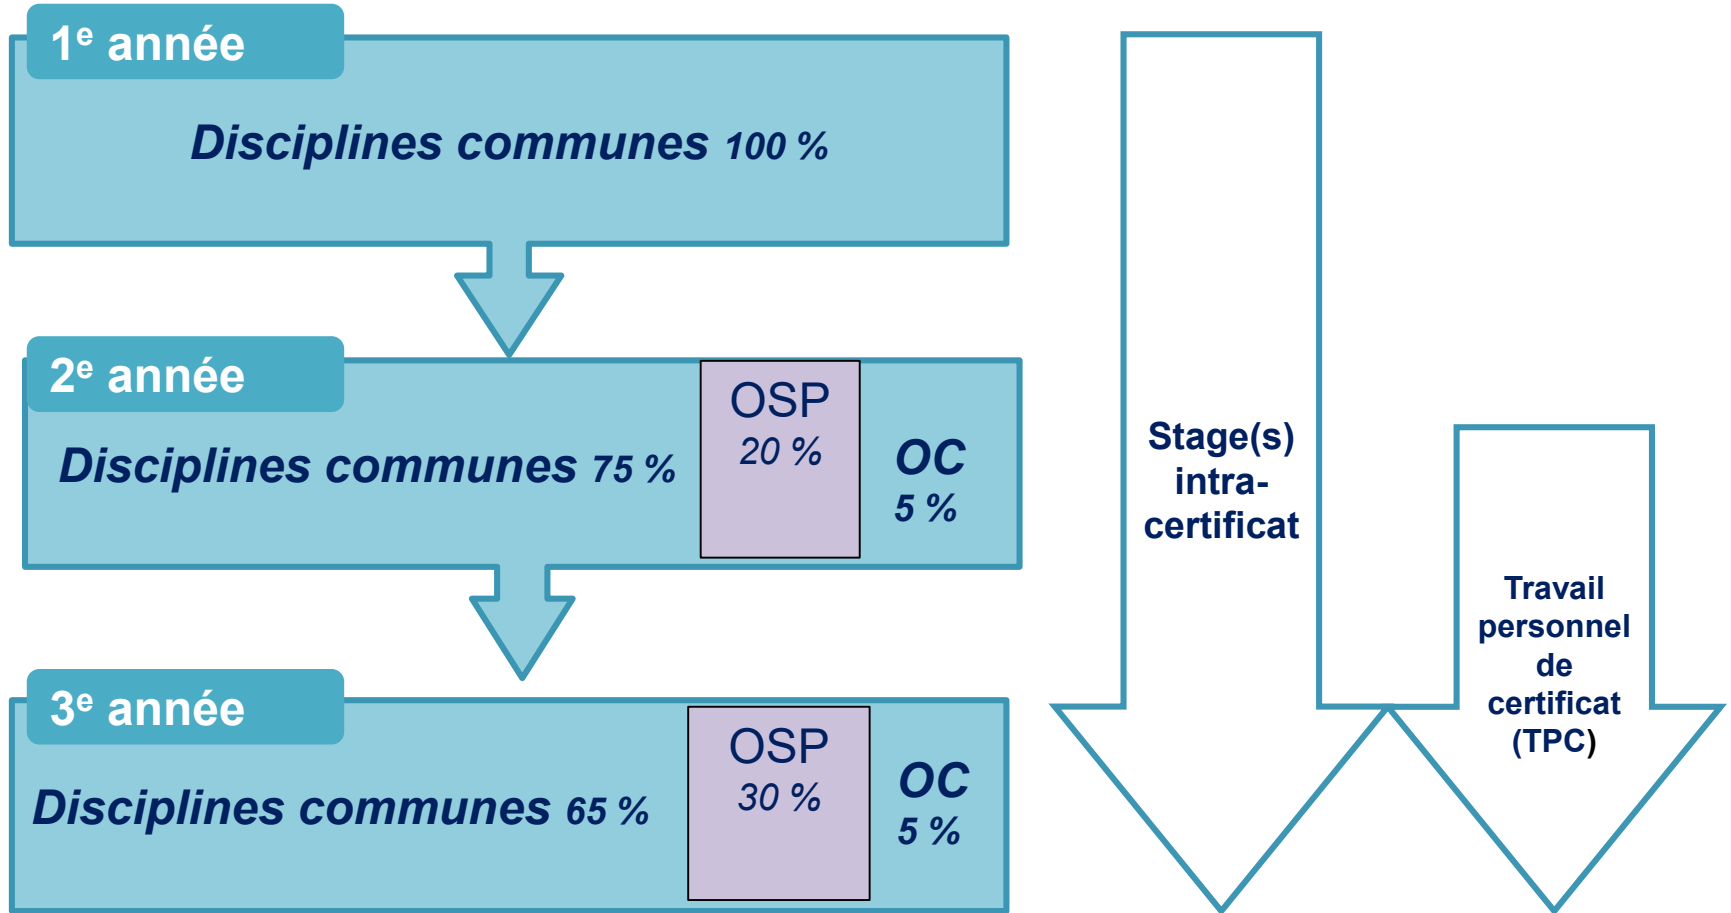 1e année
Disciplines communes 100 %
2e année
Disciplines communes 75 %
OSP
20 %
OC
5 %
3e année
Disciplines communes 65 %
OSP
30 %
OC
5 %
Stage(s)
intra-
certificat
Travail
personnel
de
certificat
(TPC)